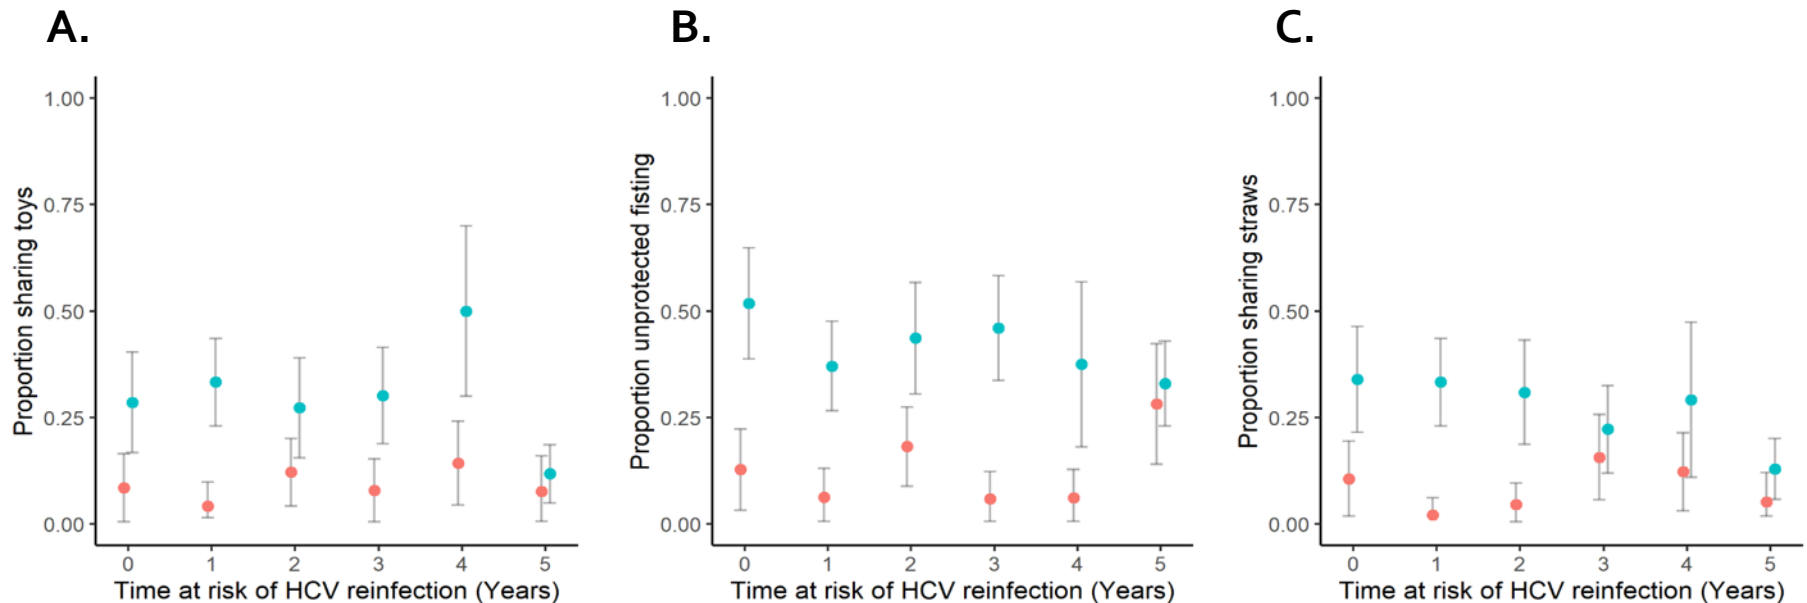 A.
Proportion sharing toys
1.00
0.75
0.50
0.25
0.00
0 1 2 3 4 5
Time at risk of HCV reinfection (Years)
B.
Proportion unprotected fisting
1.00
0.75
0.50
0.25
0.00
0 1 2 3 4 5
Time at risk of HCV reinfection (Years)
C.
Proportion sharing straws
1.00
0.75
0.50
0.25
0.00
0 1 2 3 4 5
Time at risk of HCV reinfection (Years)